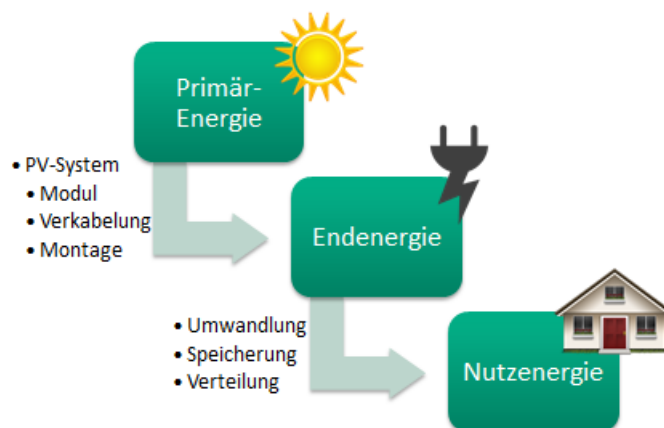 Primär-
Energie
• PV-System
• Modul
• Verkabelung
• Montage
Endenergie
• Umwandlung
• Speicherung
• Verteilung
Nutzenergie